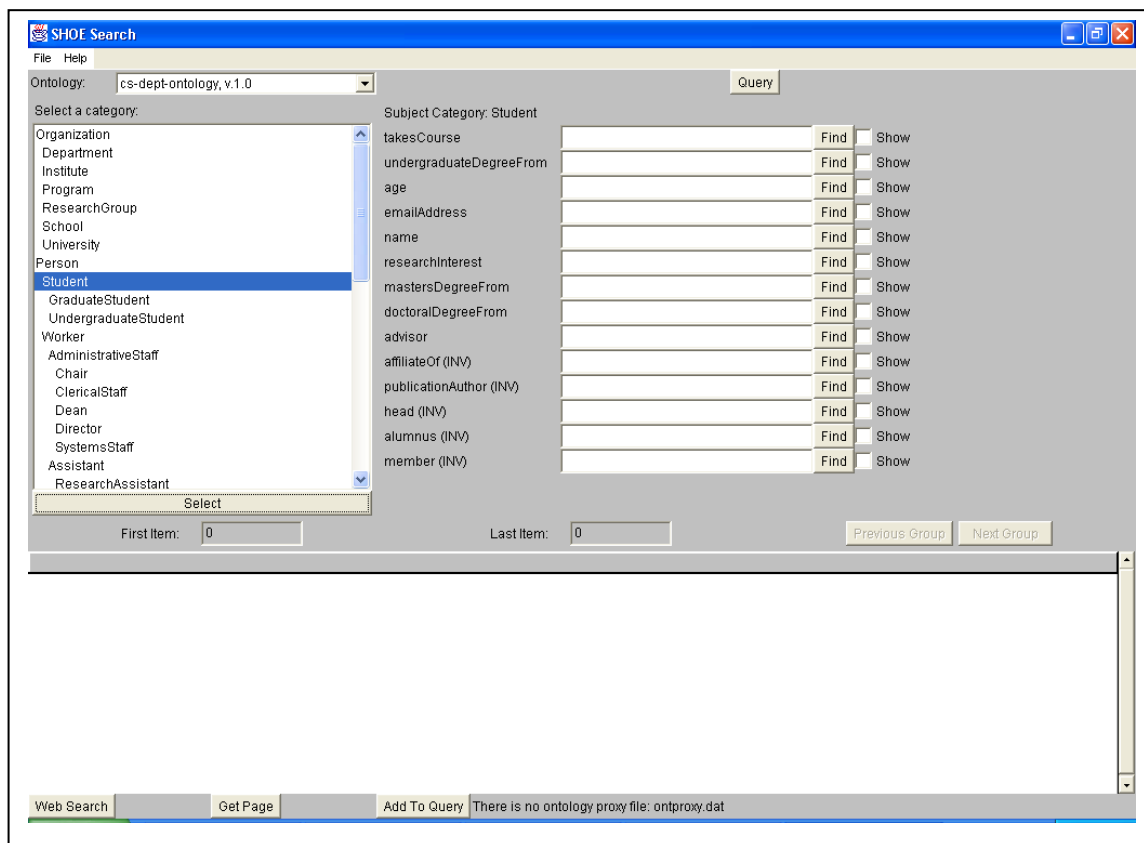 SHOE Search
File Help
Ontology: cs-dept-ontology, v.1.0 Query
Select a category:
Organization
Department
Institute
Program
ResearchGroup
School
University
Person
Student
GraduateStudent
UndergraduateStudent
Worker
AdministrativeStaff
Chair
ClericalStaff
Dean
Director
SystemsStaff
Assistant
ResearchAssistant
Select
Subject Category: Student
takesCourse Find Show
undergraduateDegreeFrom Find Show
age Find Show
emailAddress Find Show
name Find Show
researchInterest Find Show
mastersDegreeFrom Find Show
doctoralDegreeFrom Find Show
advisor Find Show
affiliateOf (INV) Find Show
publicationAuthor (INV) Find Show
head (INV) Find Show
alumnus (INV) Find Show
member (INV) Find Show
First Item: 0 Last Item: 0 Previous Group Next Group
Web Search Get Page Add To Query There is no ontology proxy file: ontproxy.dat